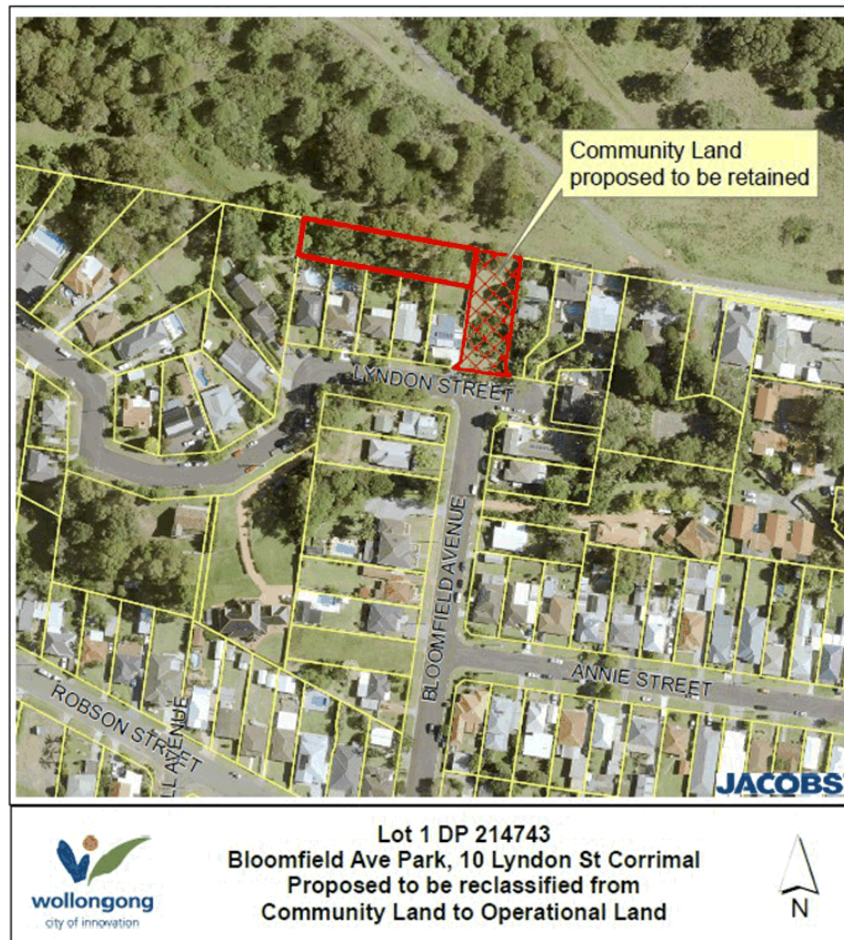 Community Land
proposed to be retained
LYNDON STREET
BLOOMFIELD AVENUE
ANNIE STREET
ROBSON STREET
LL AVENUE
JACOBS
wollongong
city of innovation
Lot 1 DP 214743
Bloomfield Ave Park, 10 Lyndon St Corrimal
Proposed to be reclassified from
Community Land to Operational Land
N